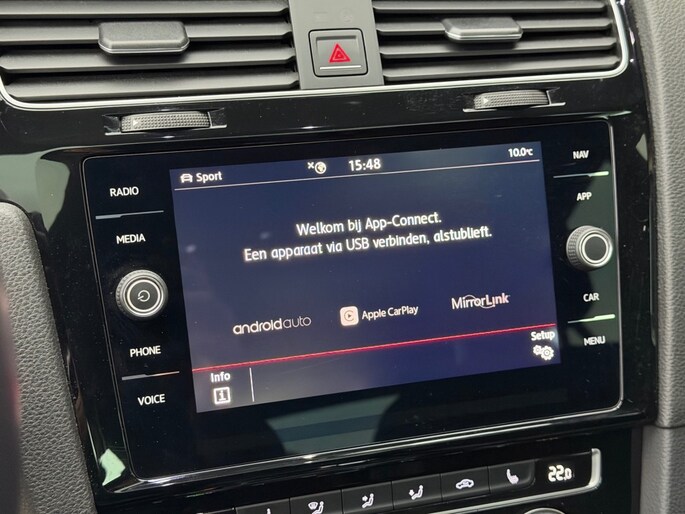 Sport 15:48 10.0°C
NAV
RADIO
APP
Welkom bij App-Connect.
Een apparaat via USB verbinden, alstublieft.
MEDIA
androidauto Apple CarPlay MirrorLink
CAR
PHONE
Setup
MENU
Info
VOICE
22.0